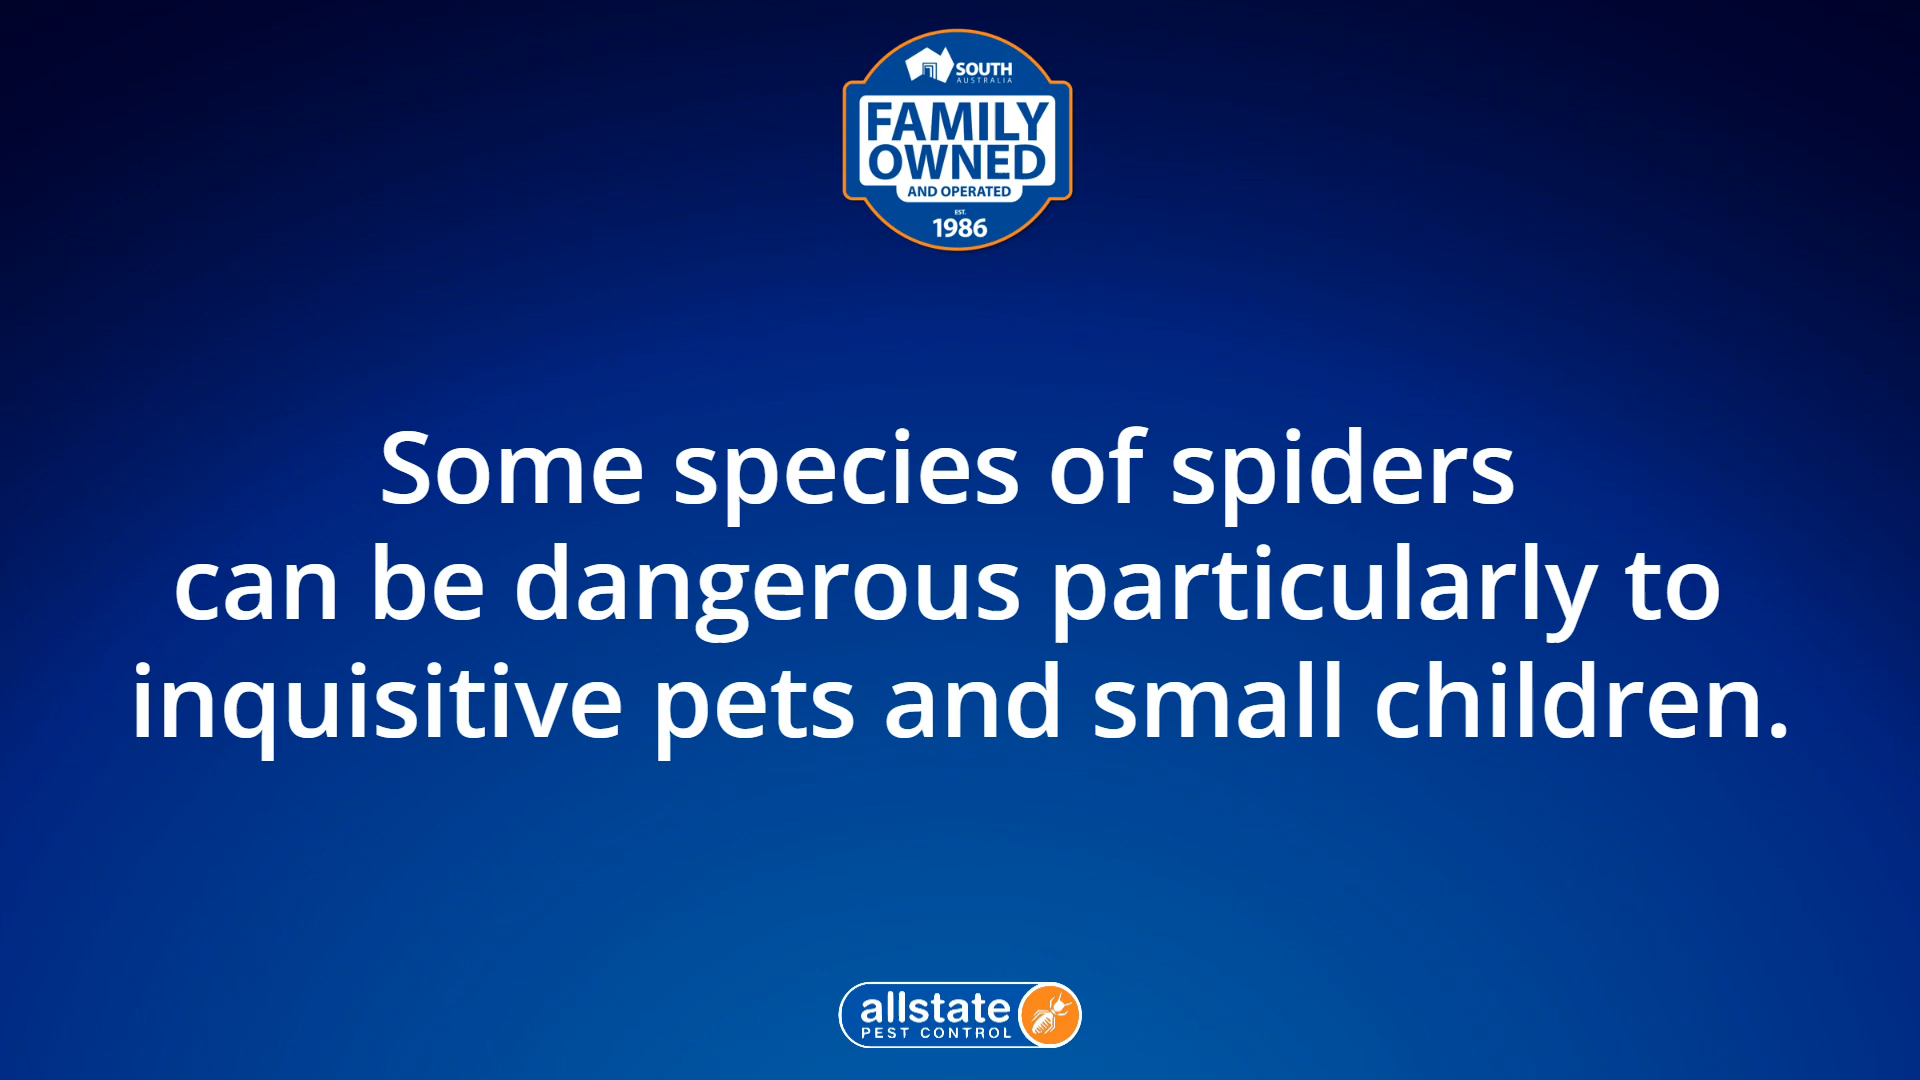 SOUTH
AUSTRALIA
FAMILY
OWNED
AND OPERATED
EST.
1986
Some species of spiders
can be dangerous particularly to
inquisitive pets and small children.
allstate
PEST CONTROL